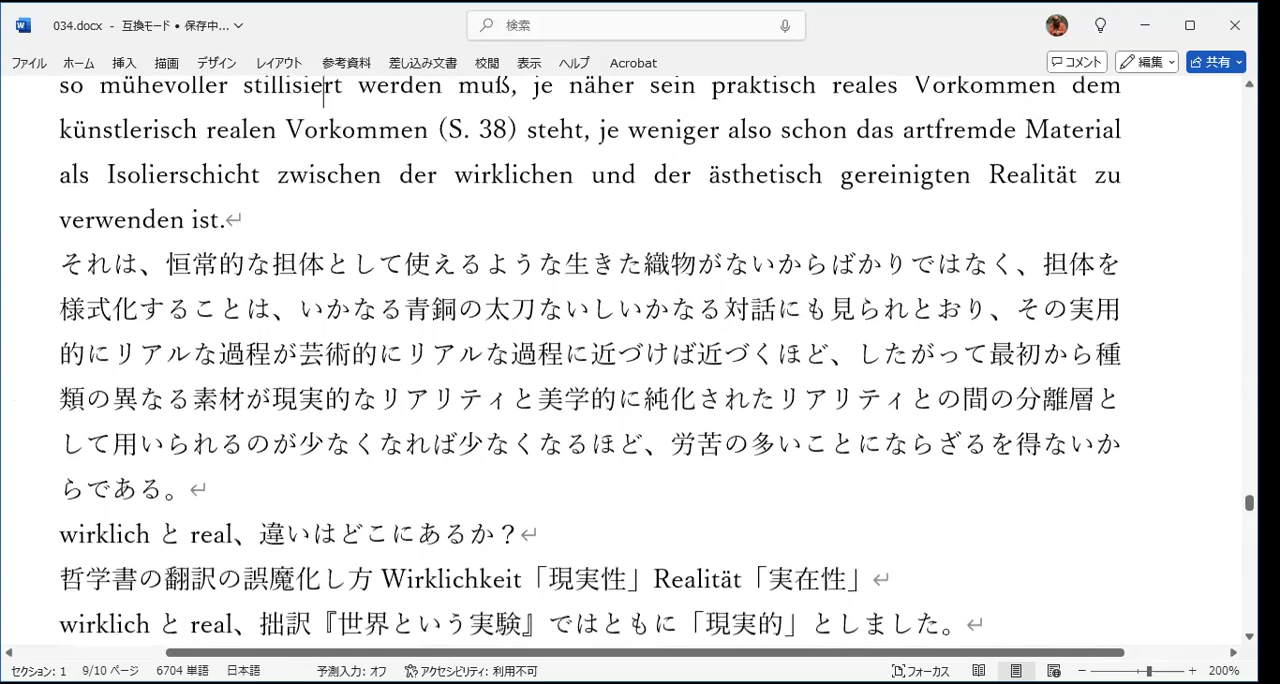 034.docx - 互換モード • 保存中...
検索
ファイル ホーム 挿入 描画 デザイン レイアウト 参考資料 差し込み文書 校閲 表示 ヘルプ Acrobat コメント 編集 共有
so mühevoller stillisiert werden muß, je näher sein praktisch reales Vorkommen dem
künstlerisch realen Vorkommen (S. 38) steht, je weniger also schon das artfremde Material
als Isolierschicht zwischen der wirklichen und der ästhetisch gereinigten Realität zu
verwenden ist.↵
それは、恒常的な担体として使えるような生きた織物がないからばかりではなく、担体を
様式化することは、いかなる青銅の太刀ないしいかなる対話にも見られとおり、その実用
的にリアルな過程が芸術的にリアルな過程に近づけば近づくほど、したがって最初から種
類の異なる素材が現実的なリアリティと美学的に純化されたリアリティとの間の分離層と
して用いられるのが少なくなれば少なくなるほど、労苦の多いことにならざるを得ないか
らである。↵
wirklich と real、違いはどこにあるか？↵
哲学書の翻訳の誤魔化し方 Wirklichkeit「現実性」Realität「実在性」↵
wirklich と real、拙訳『世界という実験』ではともに「現実的」としました。↵
セクション: 1 9/10 ページ 6704 単語 日本語 予測入力: オフ アクセシビリティ: 利用不可 フォーカス 200%